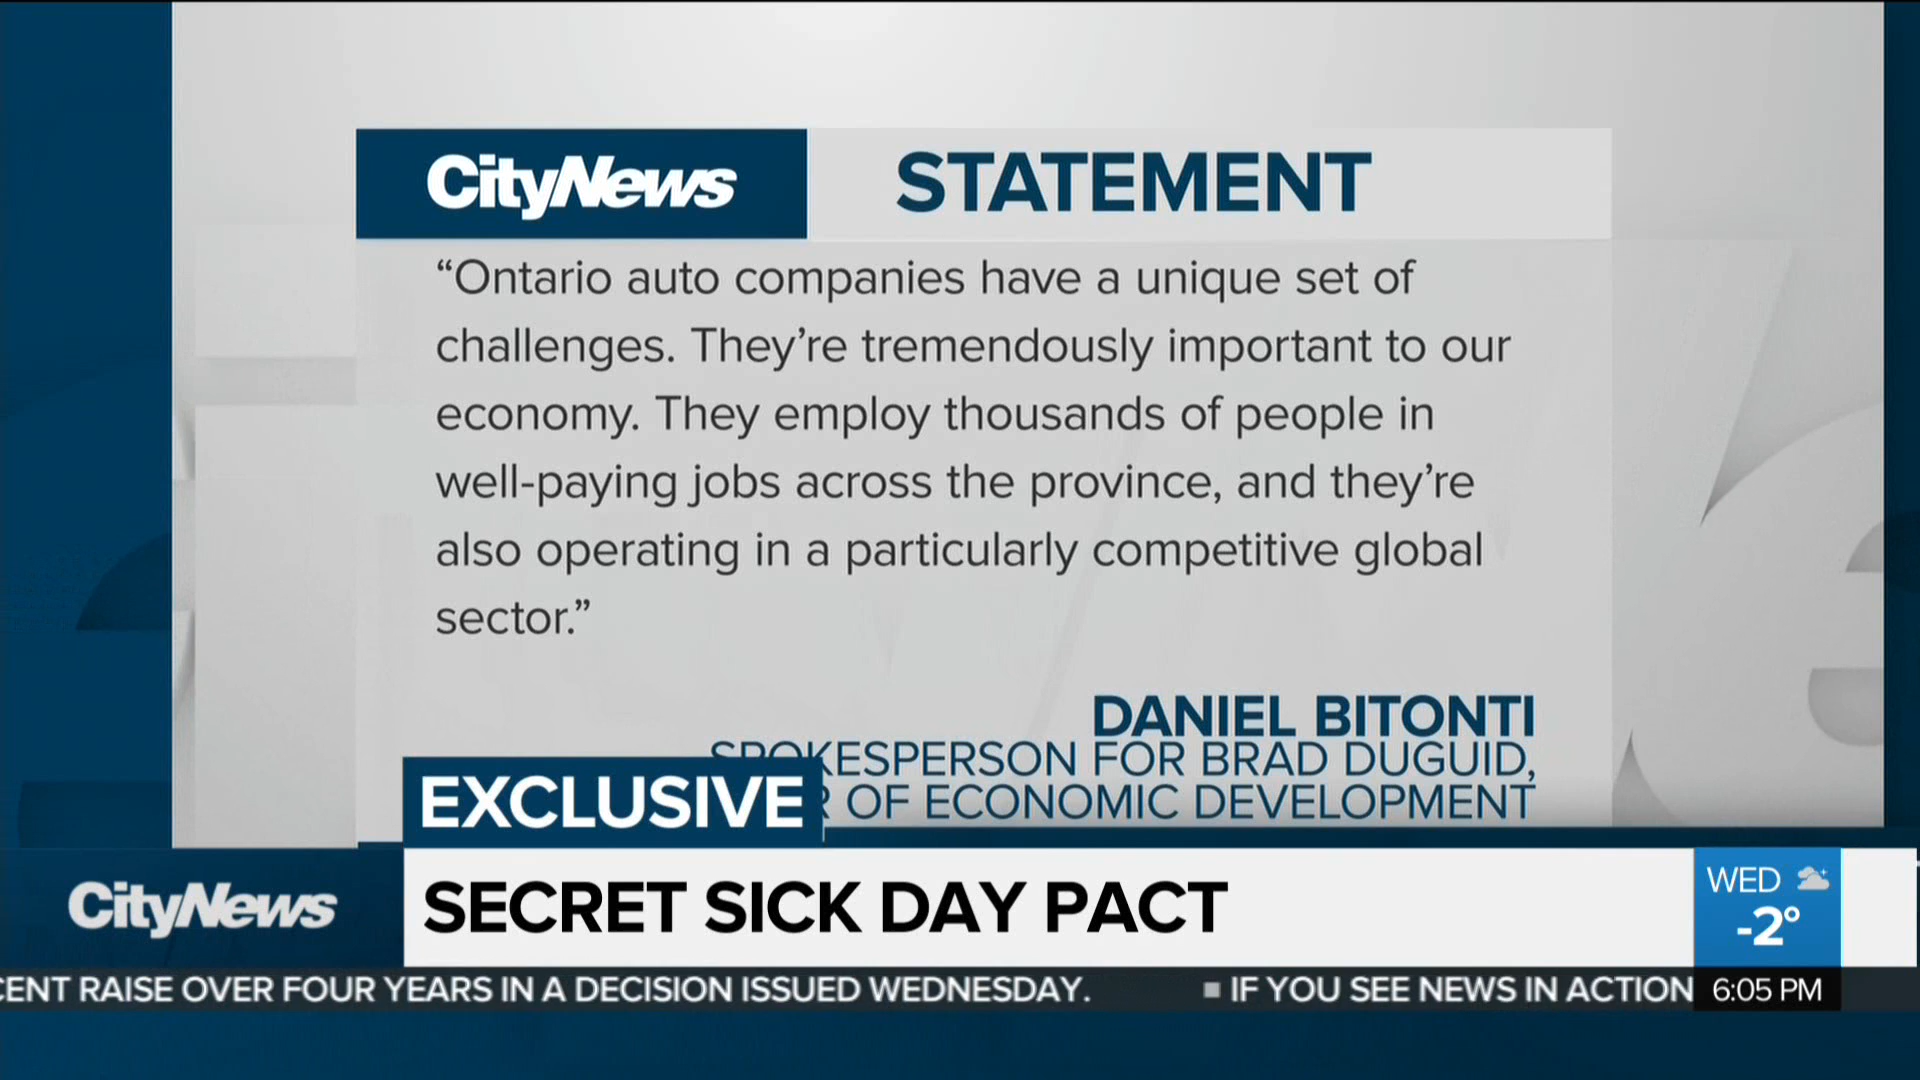 CityNews STATEMENT
“Ontario auto companies have a unique set of
challenges. They’re tremendously important to our
economy. They employ thousands of people in
well-paying jobs across the province, and they’re
also operating in a particularly competitive global
sector.”
DANIEL BITONTI
SPOKESPERSON FOR BRAD DUGUID,
OF ECONOMIC DEVELOPMENT
EXCLUSIVE
CityNews
SECRET SICK DAY PACT
WED
-2°
RAISE OVER FOUR YEARS IN A DECISION ISSUED WEDNESDAY. ■ IF YOU SEE NEWS IN ACTION
6:05 PM